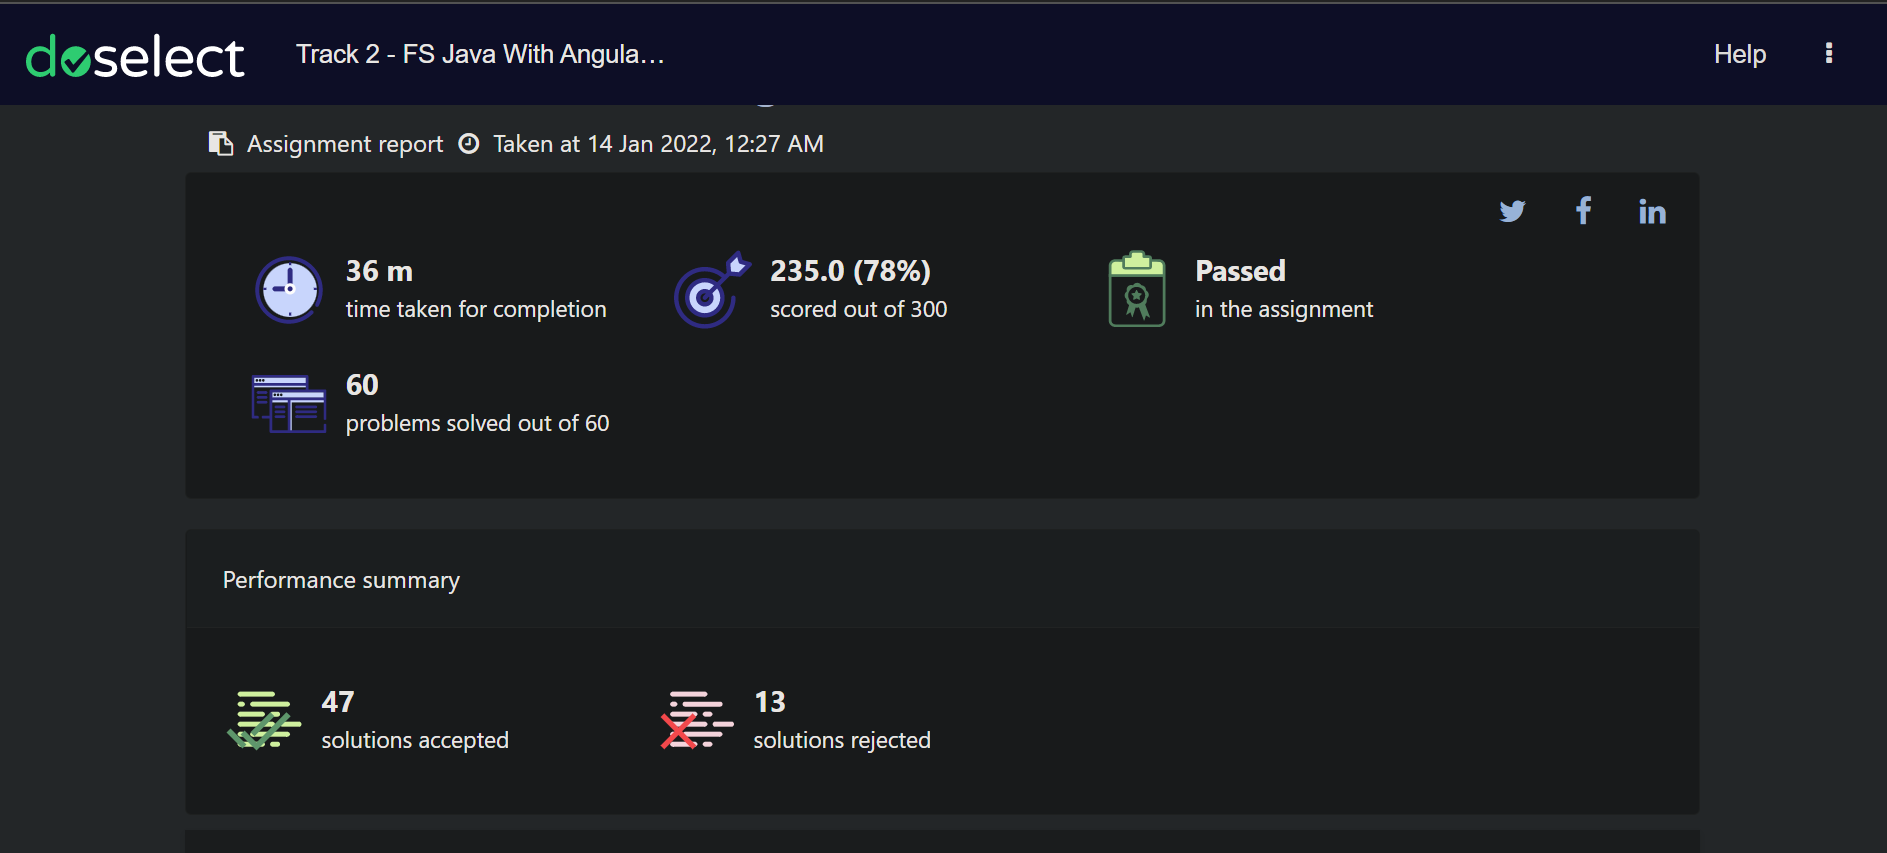 doselect
Track 2 - FS Java With Angula...
Help
Assignment report
Taken at 14 Jan 2022, 12:27 AM
36 m
time taken for completion
235.0 (78%)
scored out of 300
Passed
in the assignment
60
problems solved out of 60
Performance summary
47
solutions accepted
13
solutions rejected